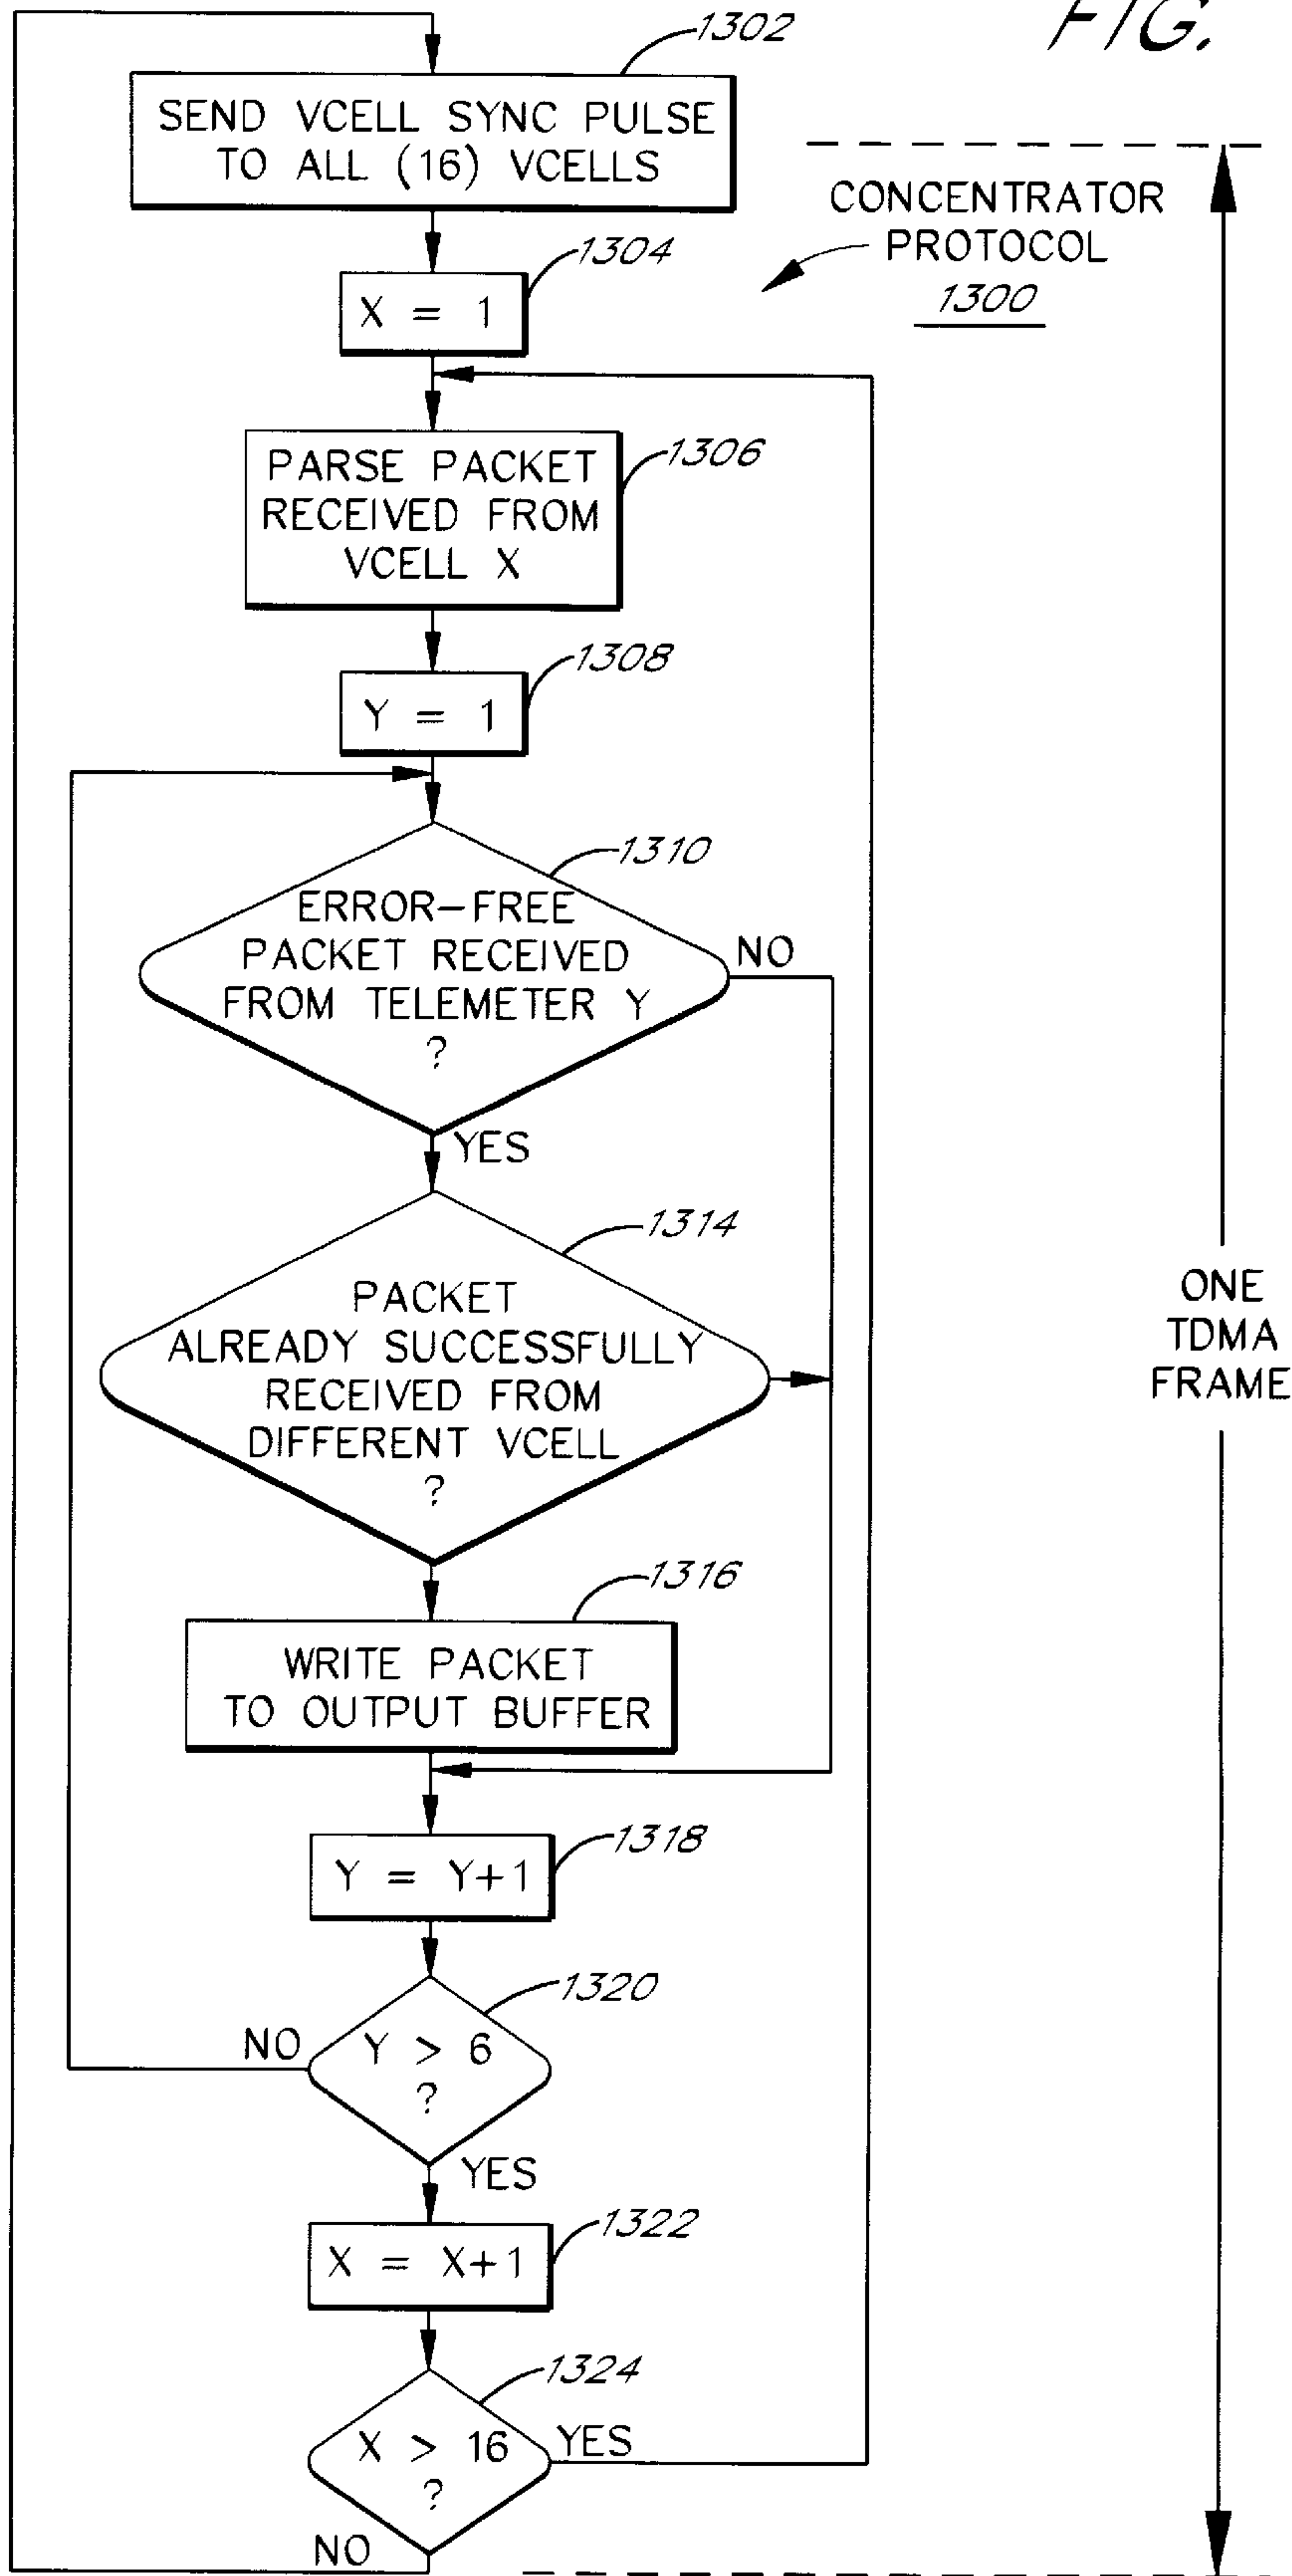 FIG.
1302
SEND VCELL SYNC PULSE
TO ALL (16) VCELLS
CONCENTRATOR
PROTOCOL
1300
1304
X = 1
1306
PARSE PACKET
RECEIVED FROM
VCELL X
1308
Y = 1
1310
ERROR-FREE
PACKET RECEIVED
FROM TELEMETER Y
?
NO
YES
1314
PACKET
ALREADY SUCCESSFULLY
RECEIVED FROM
DIFFERENT VCELL
?
ONE
TDMA
FRAME
1316
WRITE PACKET
TO OUTPUT BUFFER
1318
Y = Y+1
1320
Y > 6
?
NO
YES
1322
X = X+1
1324
X > 16
?
YES
NO